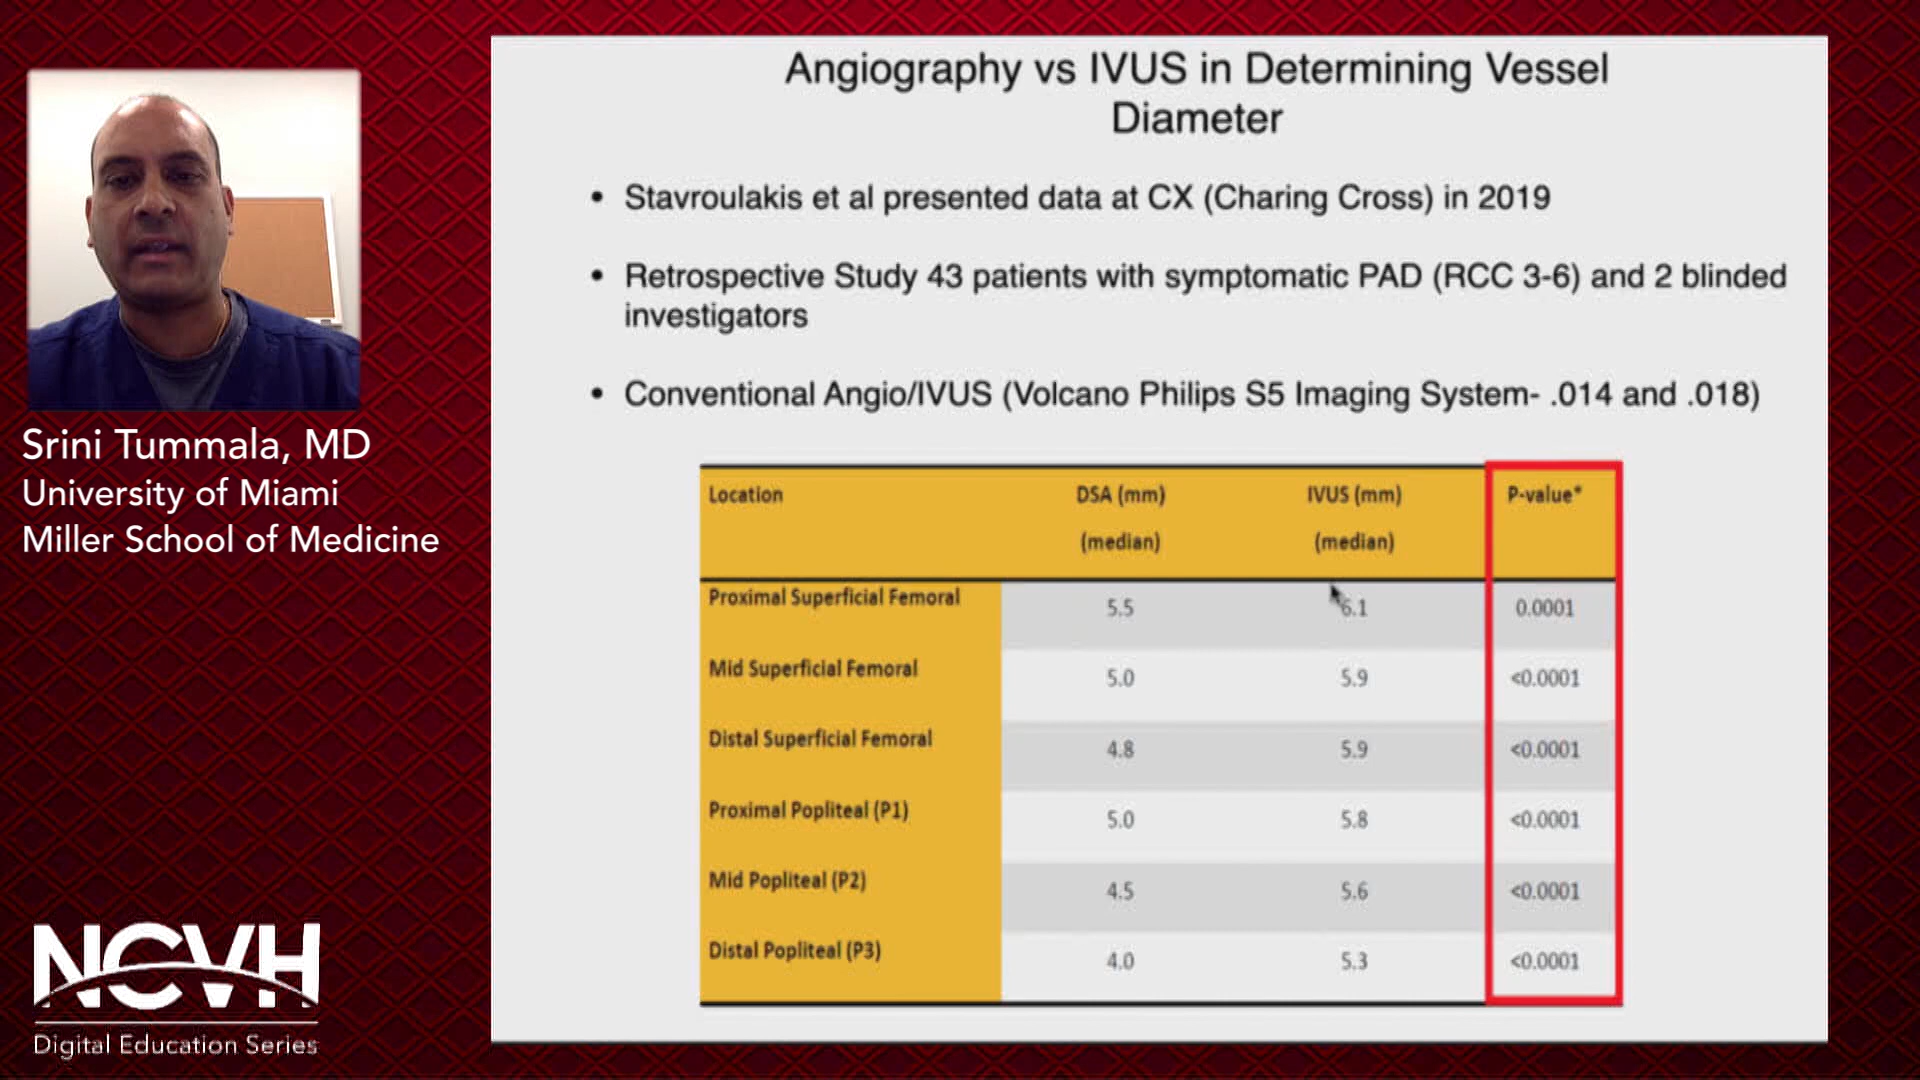 Angiography vs IVUS in Determining Vessel
Diameter
• Stavroulakis et al presented data at CX (Charing Cross) in 2019
• Retrospective Study 43 patients with symptomatic PAD (RCC 3-6) and 2 blinded
investigators
• Conventional Angio/IVUS (Volcano Philips S5 Imaging System- .014 and .018)
Location DSA (mm) IVUS (mm) P-value*
(median) (median)
Proximal Superficial Femoral 5.5 6.1 0.0001
Mid Superficial Femoral 5.0 5.9 <0.0001
Distal Superficial Femoral 4.8 5.9 <0.0001
Proximal Popliteal (P1) 5.0 5.8 <0.0001
Mid Popliteal (P2) 4.5 5.6 <0.0001
Distal Popliteal (P3) 4.0 5.3 <0.0001
Srini Tummala, MD
University of Miami
Miller School of Medicine
NCVH
Digital Education Series